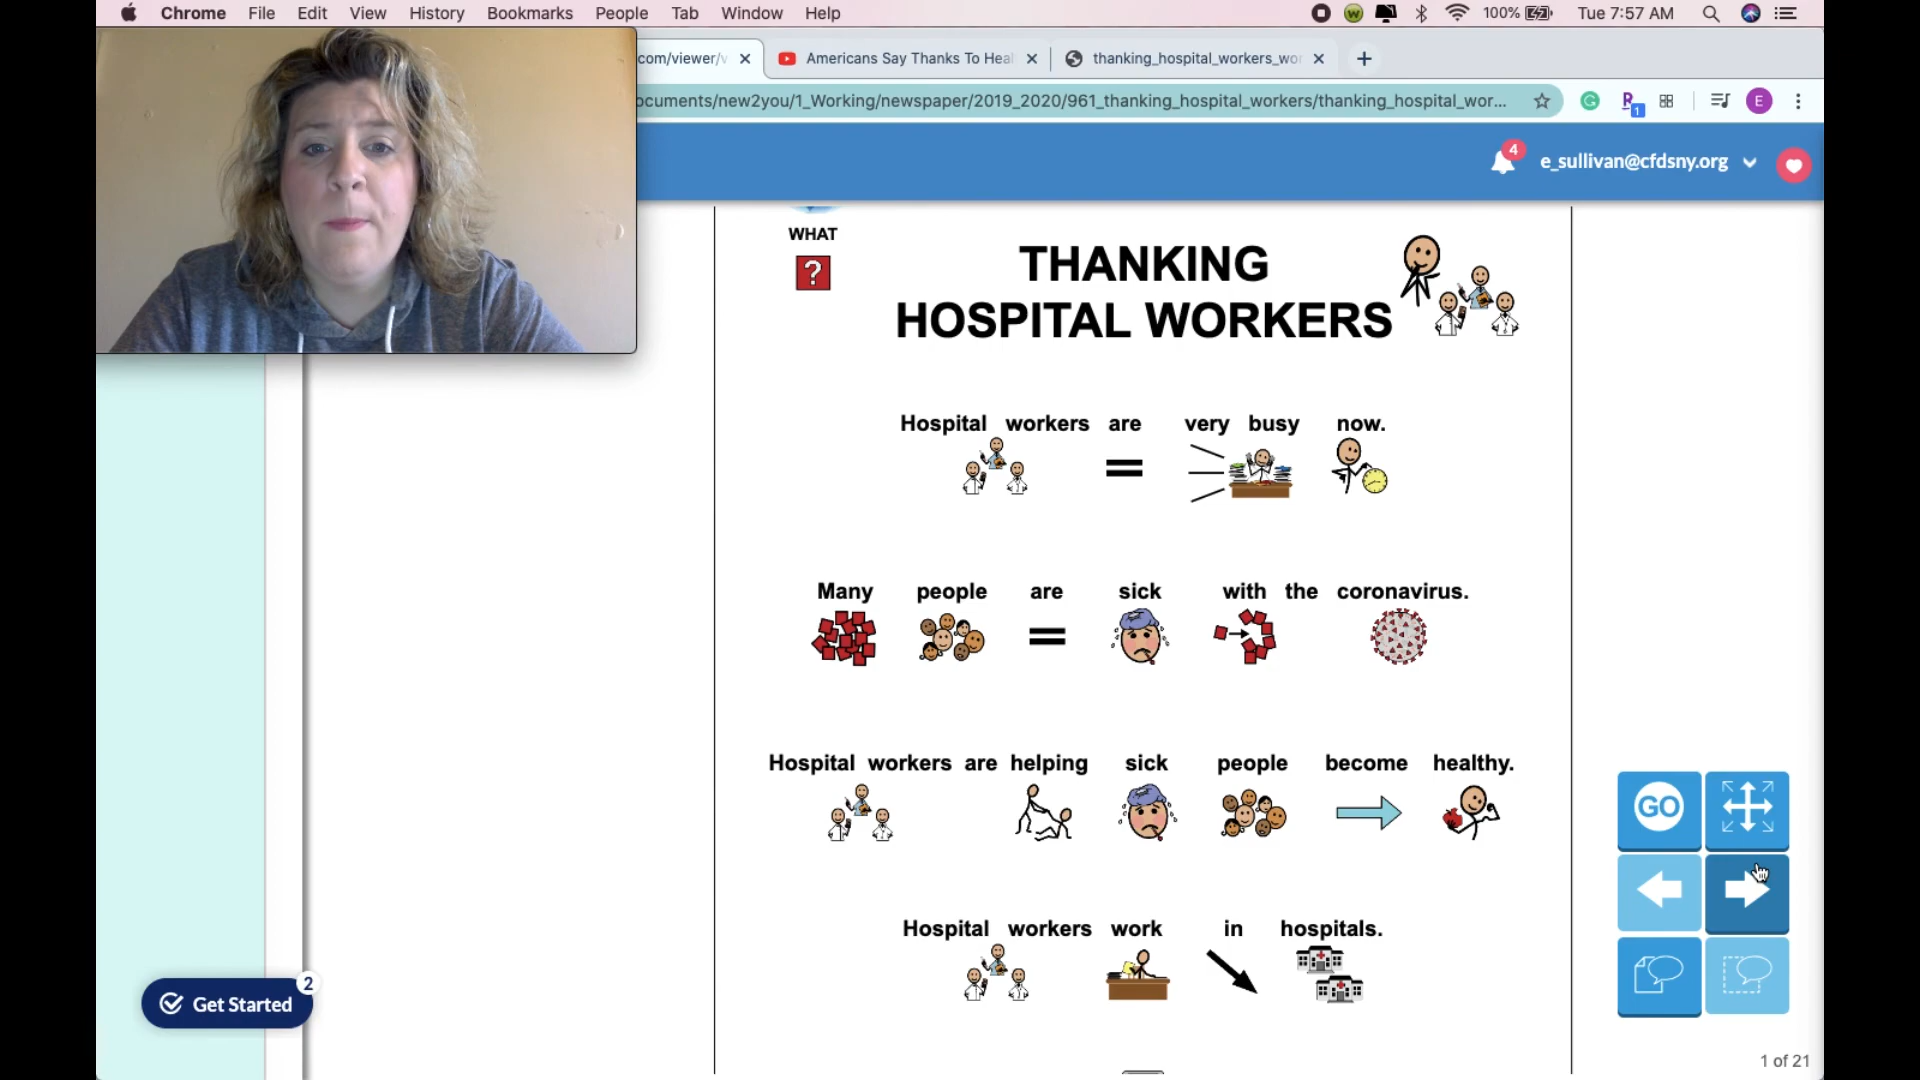 Chrome File Edit View History Bookmarks People Tab Window Help
100% Tue 7:57 AM
com/viewer/v Americans Say Thanks To Heal thanking_hospital_workers_wor
ocuments/new2you/1_Working/newspaper/2019_2020/961_thanking_hospital_workers/thanking_hospital_wor...
1
E
4
e_sullivan@cfdsny.org
WHAT
?
THANKING
HOSPITAL WORKERS
Hospital workers are very busy now.
Many people are sick with the coronavirus.
Hospital workers are helping sick people become healthy.
GO
Hospital workers work in hospitals.
2
Get Started
1 of 21